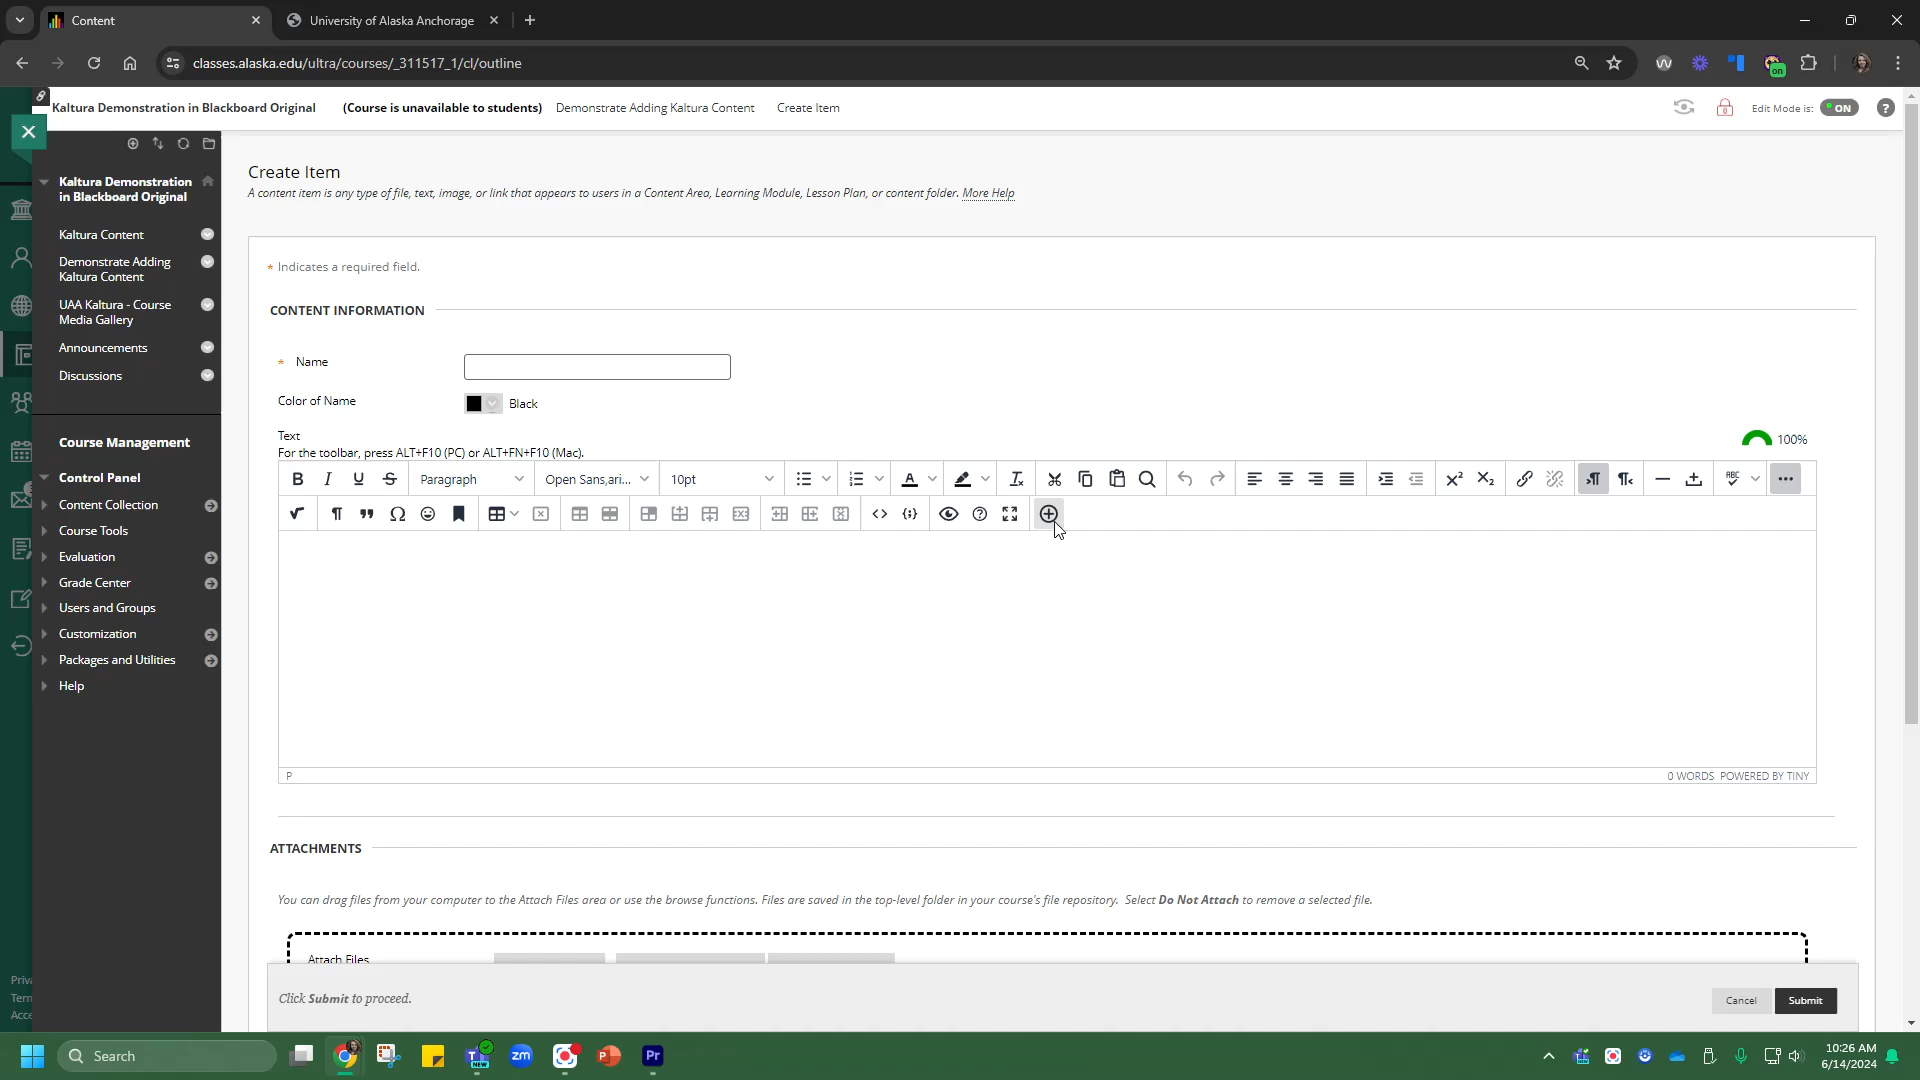 Content
University of Alaska Anchorage
classes.alaska.edu/ultra/courses/_311517_1/cl/outline
on
Kaltura Demonstration in Blackboard Original
(Course is unavailable to students)
Demonstrate Adding Kaltura Content
Create Item
Edit Mode is:
ON
?
Kaltura Demonstration
in Blackboard Original
Kaltura Content
Demonstrate Adding
Kaltura Content
UAA Kaltura - Course
Media Gallery
Announcements
Discussions
Course Management
Control Panel
Content Collection
Course Tools
Evaluation
Grade Center
Users and Groups
Customization
Packages and Utilities
Help
Create Item
A content item is any type of file, text, image, or link that appears to users in a Content Area, Learning Module, Lesson Plan, or content folder. More Help
* Indicates a required field.
CONTENT INFORMATION
* Name
Color of Name
Black
Text
For the toolbar, press ALT+F10 (PC) or ALT+FN+F10 (Mac).
100%
Paragraph
Open Sans,ari...
10pt
P
0 WORDS POWERED BY TINY
ATTACHMENTS
You can drag files from your computer to the Attach Files area or use the browse functions. Files are saved in the top-level folder in your course's file repository. Select Do Not Attach to remove a selected file.
Attach Files
Click Submit to proceed.
Cancel
Submit
Priva
Term
Acce
Search
NEW
zm
Pr
10:26 AM
6/14/2024